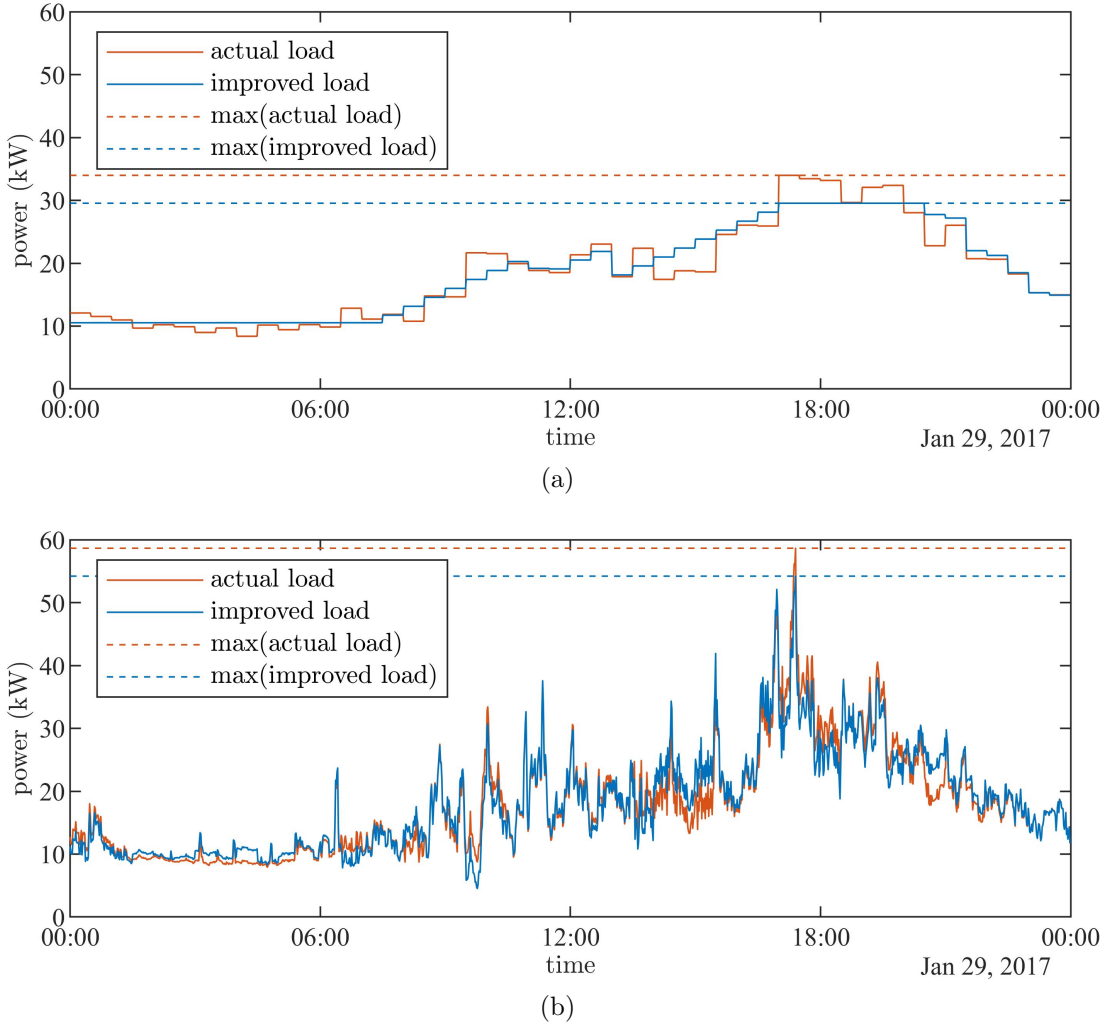 60
50
40
30
20
10
0
power (kW)
actual load
improved load
max(actual load)
max(improved load)
00:00 06:00 12:00 18:00 00:00
time
Jan 29, 2017
(a)
60
50
40
30
20
10
0
power (kW)
actual load
improved load
max(actual load)
max(improved load)
00:00 06:00 12:00 18:00 00:00
time
Jan 29, 2017
(b)